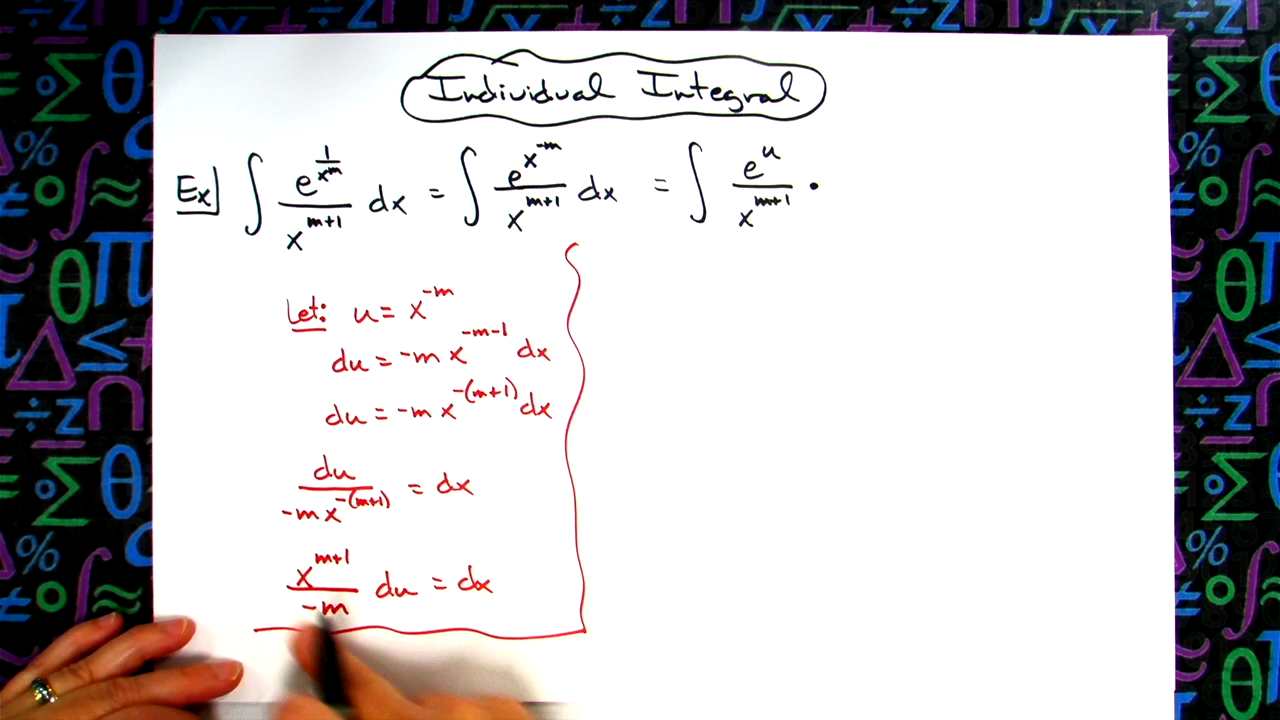 Individual Integral
Ex] ∫ e^(1/x^m) / x^(m+1) dx = ∫ e^(x^-m) / x^(m+1) dx = ∫ e^u / x^(m+1) ·
Let: u = x^-m
du = -m x^(-m-1) dx
du = -m x^(-(m+1)) dx
du / -m x^(-(m+1)) = dx
x^(m+1) / -m du = dx